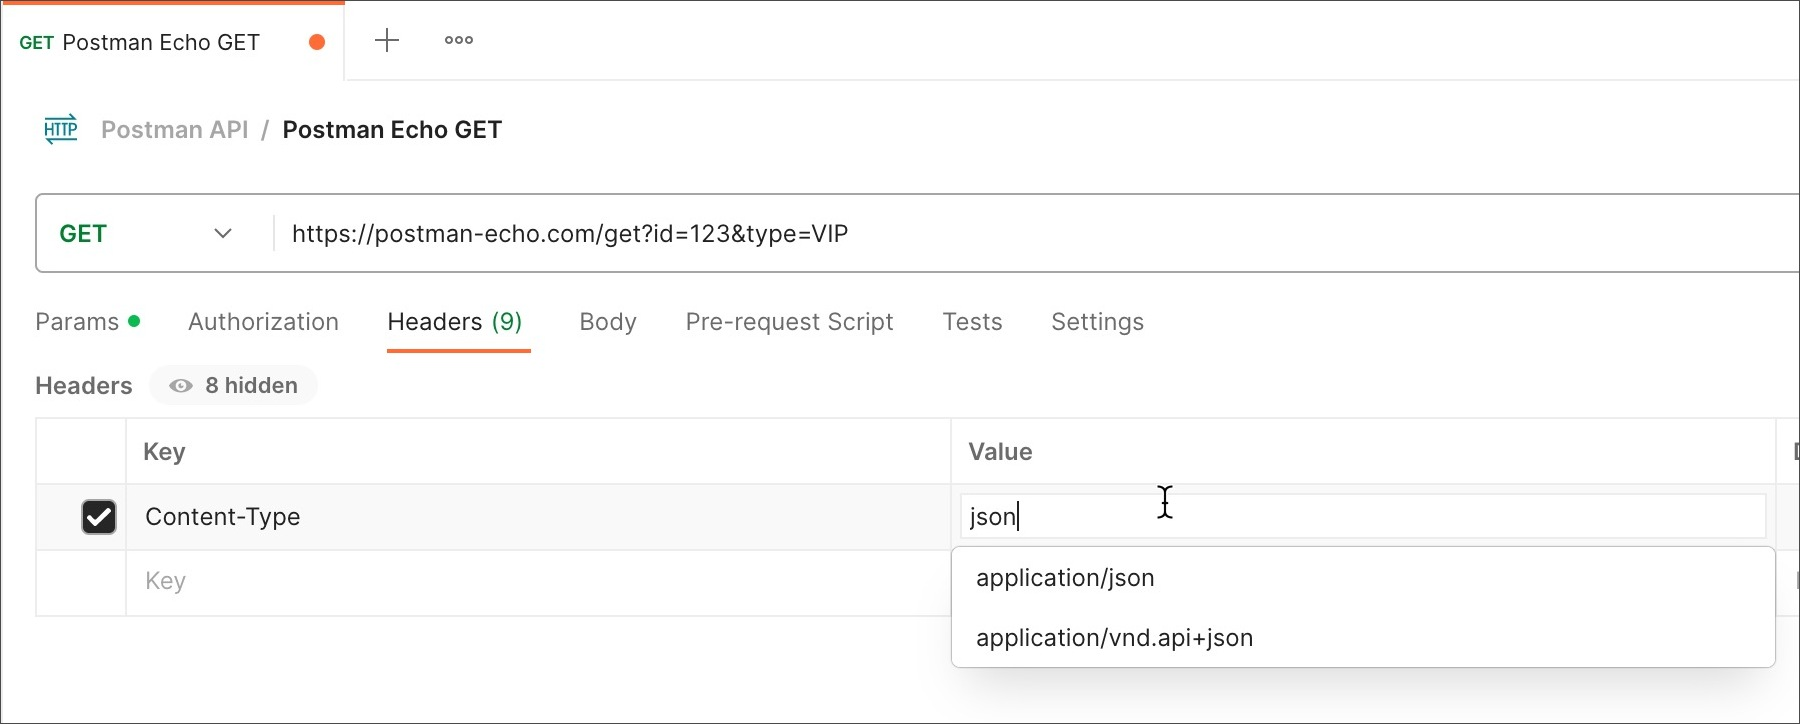 GET Postman Echo GET
HTTP Postman API / Postman Echo GET
GET https://postman-echo.com/get?id=123&type=VIP
Params Authorization Headers (9) Body Pre-request Script Tests Settings
Headers 8 hidden
Key Value
Content-Type json
Key
application/json
application/vnd.api+json